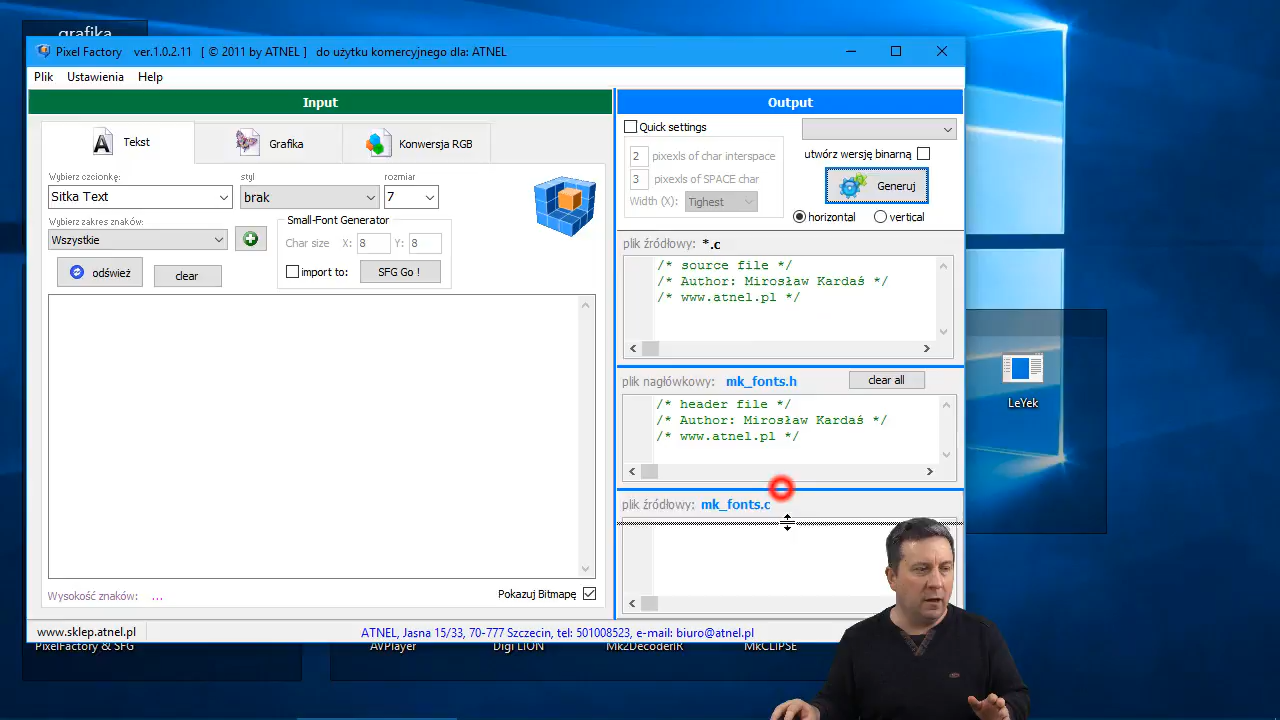 grafika
Pixel Factory ver.1.0.2.11 [ © 2011 by ATNEL ] do użytku komercyjnego dla: ATNEL
Plik Ustawienia Help
Input
Tekst
Grafika
Konwersja RGB
Wybierz czcionkę:
styl
rozmiar
Sitka Text
brak
7
Wybierz zakres znaków:
Wszystkie
Small-Font Generator
Char size X: 8 Y: 8
odśwież
clear
import to:
SFG Go !
Wysokość znaków: ...
Pokazuj Bitmapę
Output
Quick settings
2 pixexls of char interspace
3 pixexls of SPACE char
Width (X): Tighest
utwórz wersję binarną
Generuj
horizontal vertical
plik źródłowy: *.c
/* source file */
/* Author: Mirosław Kardaś */
/* www.atnel.pl */
plik nagłówkowy: mk_fonts.h
clear all
/* header file */
/* Author: Mirosław Kardaś */
/* www.atnel.pl */
plik źródłowy: mk_fonts.c
www.sklep.atnel.pl
ATNEL, Jasna 15/33, 70-777 Szczecin, tel: 501008523, e-mail: biuro@atnel.pl
LeYek
PixelFactory & SFG
AVPlayer
Digi LiON
Mk2DecoderIR
MkCLIPSE